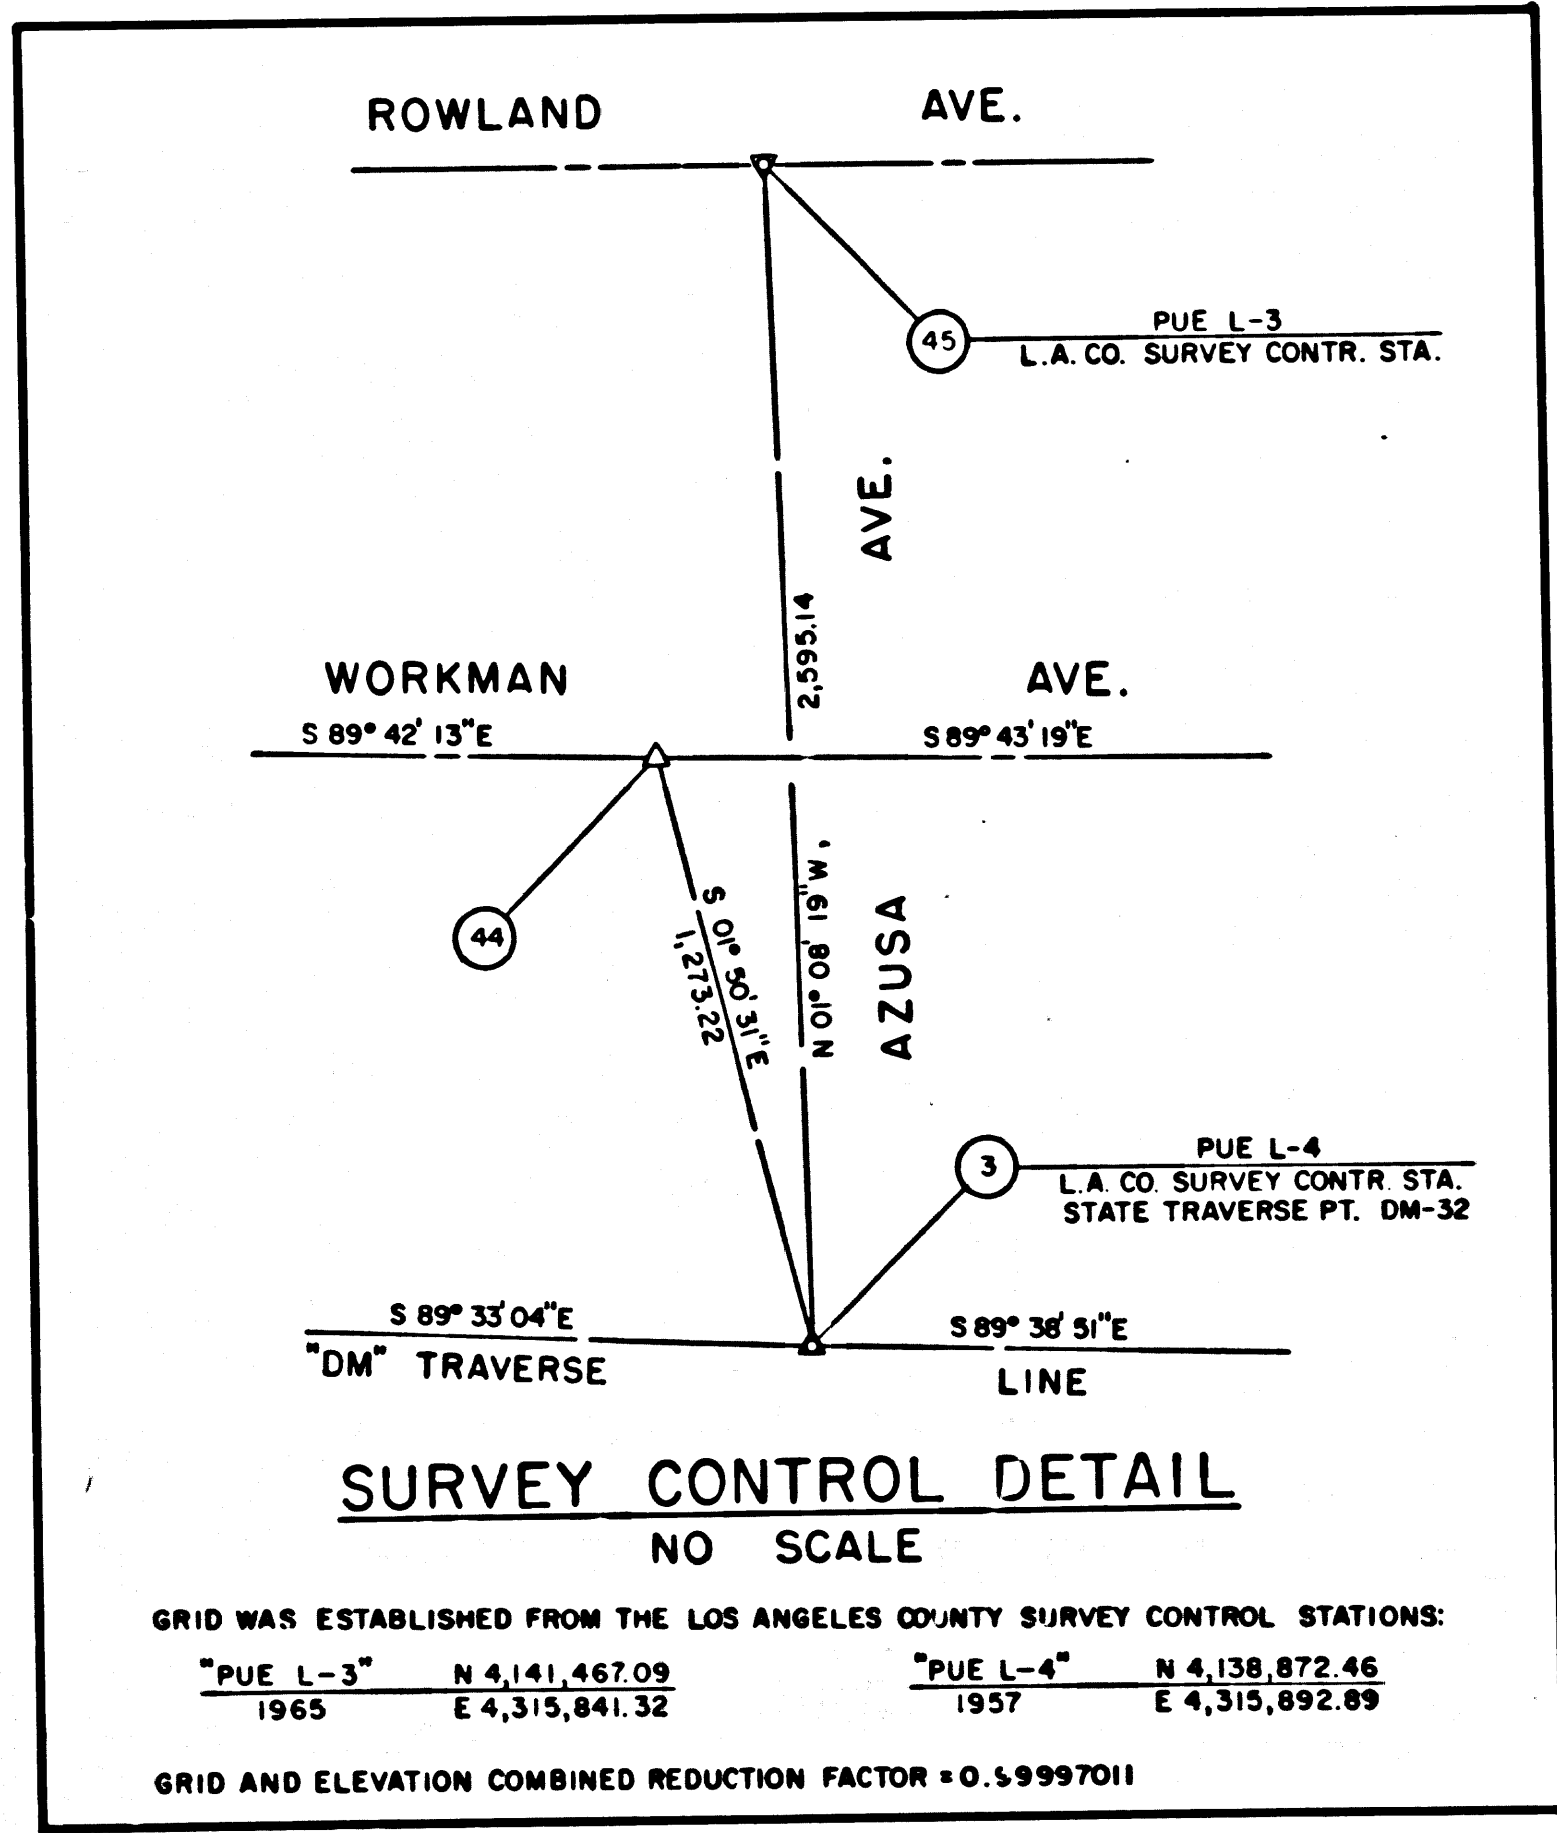 ROWLAND AVE.
45
PUE L-3
L.A. CO. SURVEY CONTR. STA.
AVE.
2,595.14
WORKMAN AVE.
S 89° 42' 13" E
S 89° 43' 19" E
44
S 01° 50' 31" E
1,273.22
N 01° 08' 19" W,
AZUSA
3
PUE L-4
L.A. CO. SURVEY CONTR. STA.
STATE TRAVERSE PT. DM-32
S 89° 33' 04" E
S 89° 38' 51" E
"DM" TRAVERSE LINE
SURVEY CONTROL DETAIL
NO SCALE
GRID WAS ESTABLISHED FROM THE LOS ANGELES COUNTY SURVEY CONTROL STATIONS:
"PUE L-3" N 4,141,467.09
1965 E 4,315,841.32
"PUE L-4" N 4,138,872.46
1957 E 4,315,892.89
GRID AND ELEVATION COMBINED REDUCTION FACTOR = 0.99997011